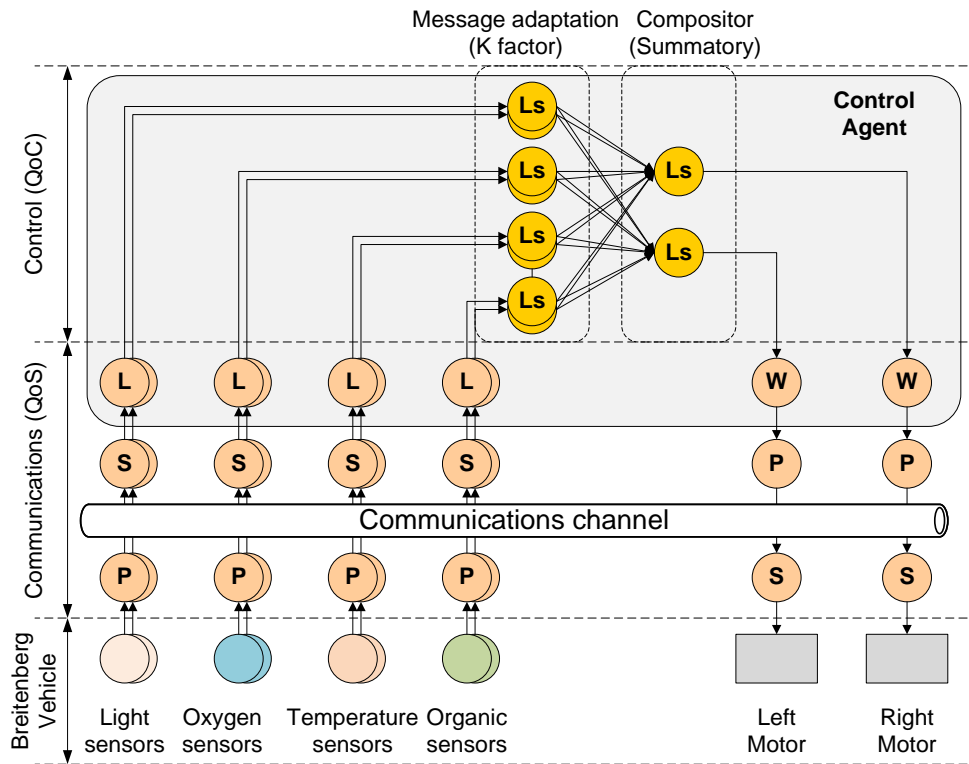 Message adaptation
(K factor)
Compositor
(Summatory)
Control (QoC)
Control
Agent
Ls
Ls
Ls
Ls
Ls
Ls
Communications (QoS)
L
L
L
L
W
W
S
S
S
S
P
P
Communications channel
P
P
P
P
S
S
Breitenberg
Vehicle
Light
sensors
Oxygen
sensors
Temperature
sensors
Organic
sensors
Left
Motor
Right
Motor